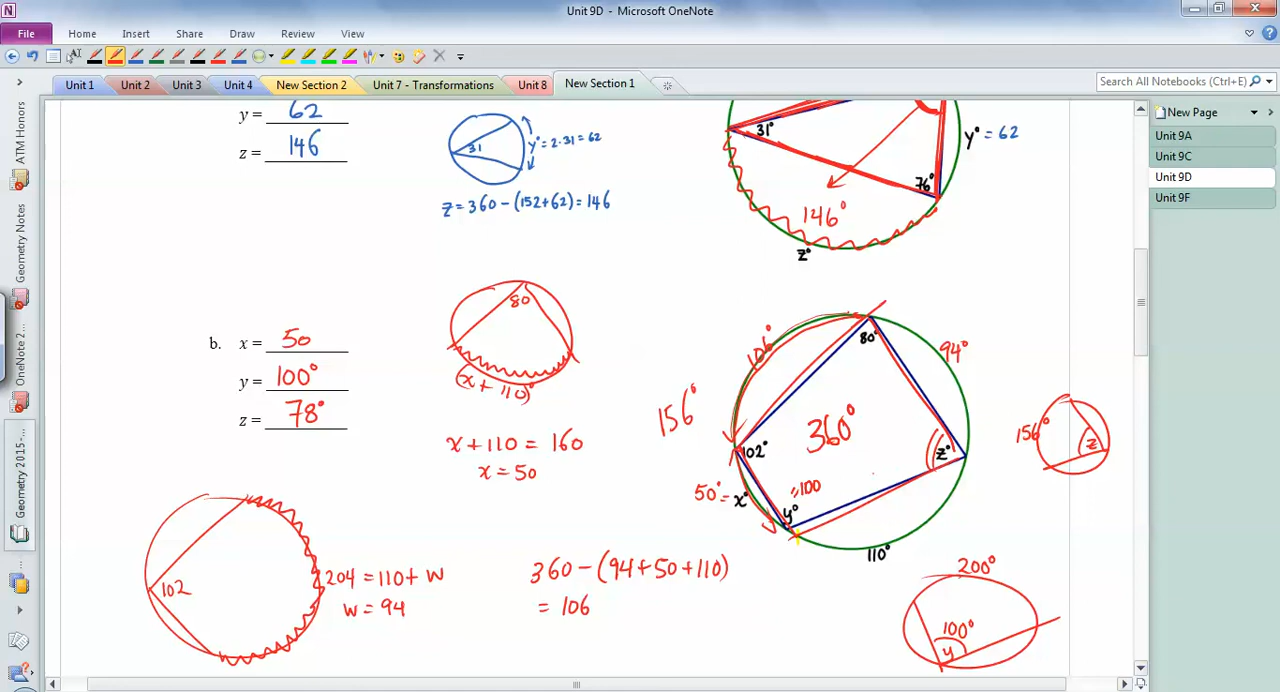 Unit 9D - Microsoft OneNote
File Home Insert Share Draw Review View
Unit 1 Unit 2 Unit 3 Unit 4 New Section 2 Unit 7 - Transformations Unit 8 New Section 1
Search All Notebooks (Ctrl+E)
New Page
Unit 9A
Unit 9C
Unit 9D
Unit 9F
ATM Honors
Geometry Notes
OneNote 2...
Geometry 2015-...
y = 62
z = 146
31
y° = 2·31 = 62
z = 360 - (152+62) = 146
31°
76°
y° = 62
146°
z°
b. x = 50
y = 100°
z = 78°
80
(x + 110)°
x + 110 = 160
x = 50
106°
80°
94°
156°
360°
102°
z°
50° = x°
= 100
y°
110°
156°
z
102
204 = 110 + w
w = 94
360 - (94 + 50 + 110)
= 106
200°
100°
y